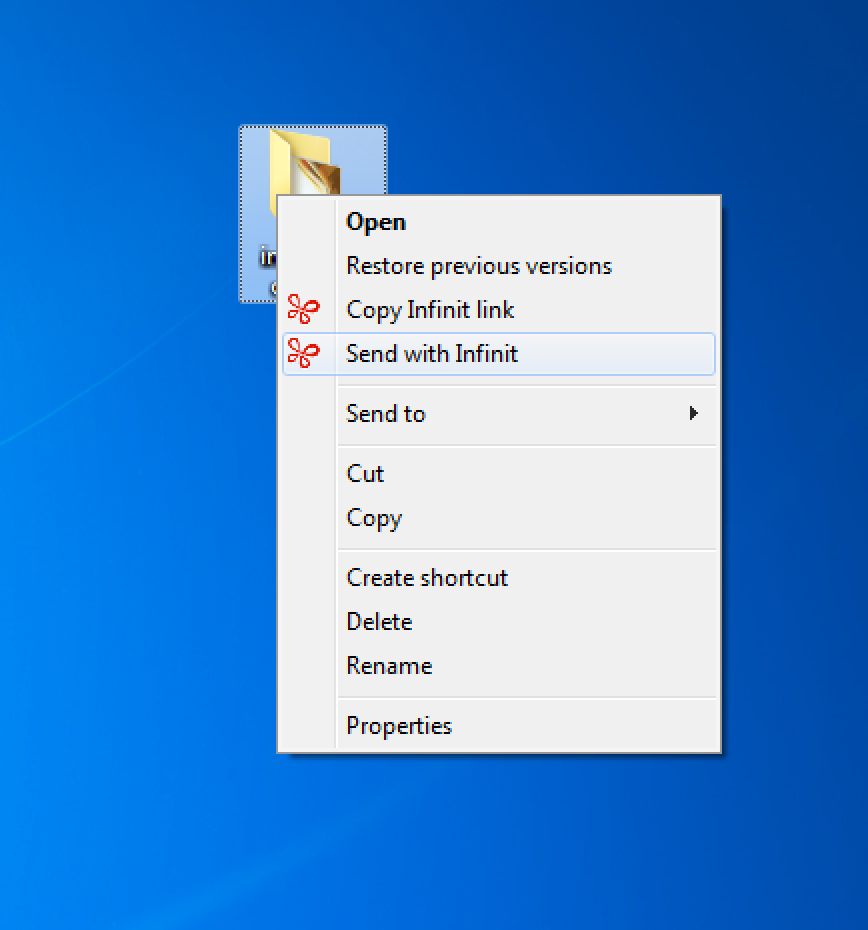 Open
Restore previous versions
Copy Infinit link
Send with Infinit
Send to
Cut
Copy
Create shortcut
Delete
Rename
Properties